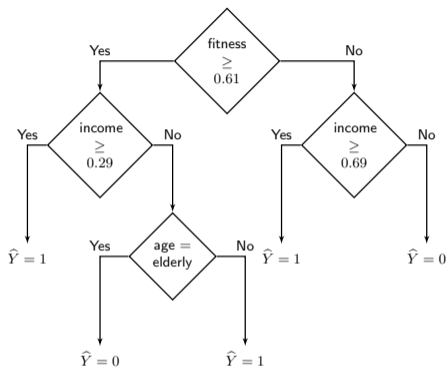 fitness
≥
0.61
Yes
No
income
≥
0.29
income
≥
0.69
Yes
No
Yes
No
age =
elderly
Yes
No
Ŷ = 1
Ŷ = 1
Ŷ = 0
Ŷ = 0
Ŷ = 1